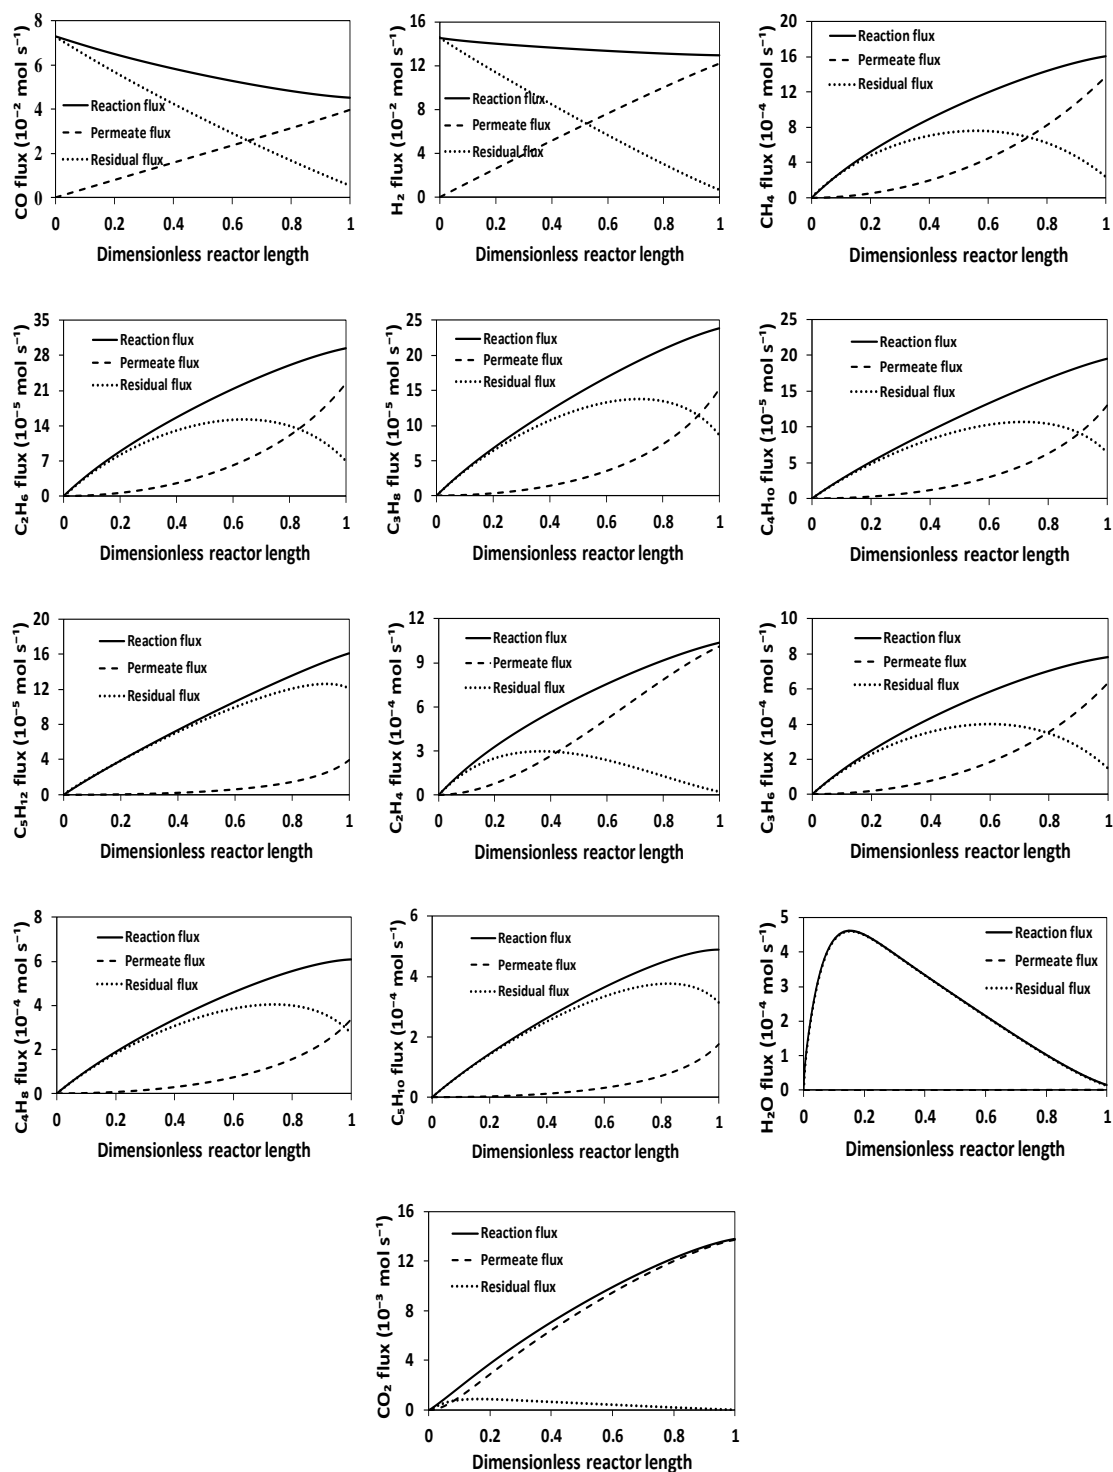 CO flux (10⁻² mol s⁻¹)
8
6
4
2
0
Reaction flux
Permeate flux
Residual flux
0 0.2 0.4 0.6 0.8 1
Dimensionless reactor length
H₂ flux (10⁻² mol s⁻¹)
16
12
8
4
0
Reaction flux
Permeate flux
Residual flux
0 0.2 0.4 0.6 0.8 1
Dimensionless reactor length
CH₄ flux (10⁻⁴ mol s⁻¹)
20
16
12
8
4
0
Reaction flux
Permeate flux
Residual flux
0 0.2 0.4 0.6 0.8 1
Dimensionless reactor length
C₂H₆ flux (10⁻⁵ mol s⁻¹)
35
28
21
14
7
0
Reaction flux
Permeate flux
Residual flux
0 0.2 0.4 0.6 0.8 1
Dimensionless reactor length
C₃H₈ flux (10⁻⁵ mol s⁻¹)
25
20
15
10
5
0
Reaction flux
Permeate flux
Residual flux
0 0.2 0.4 0.6 0.8 1
Dimensionless reactor length
C₄H₁₀ flux (10⁻⁵ mol s⁻¹)
25
20
15
10
5
0
Reaction flux
Permeate flux
Residual flux
0 0.2 0.4 0.6 0.8 1
Dimensionless reactor length
C₅H₁₂ flux (10⁻⁵ mol s⁻¹)
20
16
12
8
4
0
Reaction flux
Permeate flux
Residual flux
0 0.2 0.4 0.6 0.8 1
Dimensionless reactor length
C₂H₄ flux (10⁻⁴ mol s⁻¹)
12
9
6
3
0
Reaction flux
Permeate flux
Residual flux
0 0.2 0.4 0.6 0.8 1
Dimensionless reactor length
C₃H₆ flux (10⁻⁴ mol s⁻¹)
10
8
6
4
2
0
Reaction flux
Permeate flux
Residual flux
0 0.2 0.4 0.6 0.8 1
Dimensionless reactor length
C₄H₈ flux (10⁻⁴ mol s⁻¹)
8
6
4
2
0
Reaction flux
Permeate flux
Residual flux
0 0.2 0.4 0.6 0.8 1
Dimensionless reactor length
C₅H₁₀ flux (10⁻⁴ mol s⁻¹)
6
4
2
0
Reaction flux
Permeate flux
Residual flux
0 0.2 0.4 0.6 0.8 1
Dimensionless reactor length
H₂O flux (10⁻⁴ mol s⁻¹)
5
4
3
2
1
0
Reaction flux
Permeate flux
Residual flux
0 0.2 0.4 0.6 0.8 1
Dimensionless reactor length
CO₂ flux (10⁻³ mol s⁻¹)
16
12
8
4
0
Reaction flux
Permeate flux
Residual flux
0 0.2 0.4 0.6 0.8 1
Dimensionless reactor length